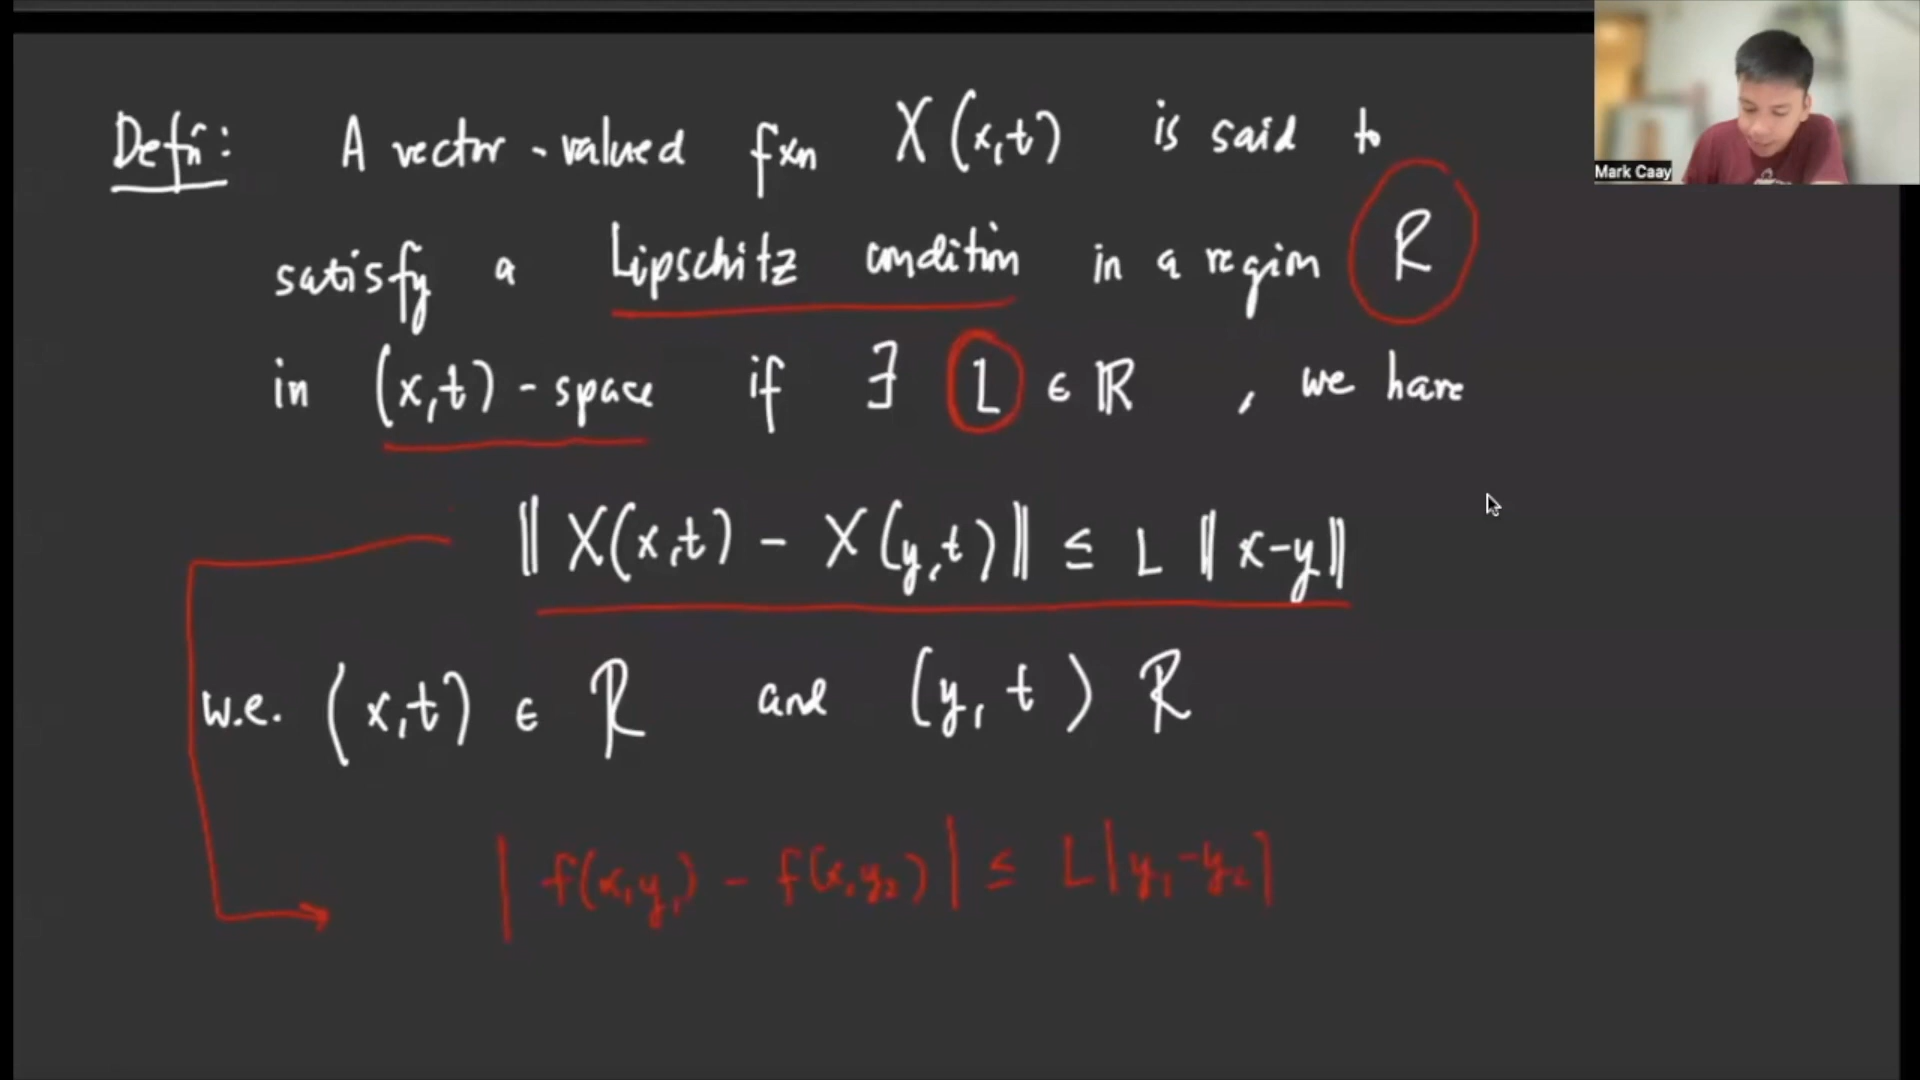 Mark Caay
Defn: A vector-valued fxn X(x,t) is said to
satisfy a Lipschitz condition in a region R
in (x,t)-space if ∃ L ∈ ℝ , we have
‖ X(x,t) - X(y,t)‖ ≤ L ‖x-y‖
w.e. (x,t) ∈ R and (y,t) R
| f(x,y₁) - f(x,y₂)| ≤ L|y₁-y₂|